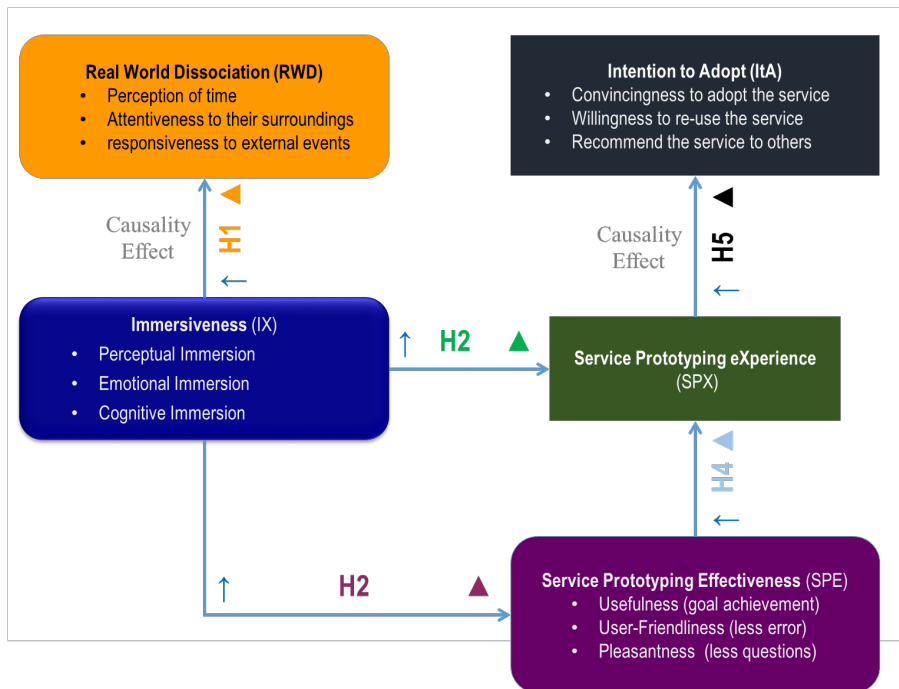 Real World Dissociation (RWD)
• Perception of time
• Attentiveness to their surroundings
• responsiveness to external events
Intention to Adopt (ItA)
• Convincingness to adopt the service
• Willingness to re-use the service
• Recommend the service to others
Causality
Effect
H1
Causality
Effect
H5
Immersiveness (IX)
• Perceptual Immersion
• Emotional Immersion
• Cognitive Immersion
H2
Service Prototyping eXperience
(SPX)
H4
H2
Service Prototyping Effectiveness (SPE)
• Usefulness (goal achievement)
• User-Friendliness (less error)
• Pleasantness (less questions)